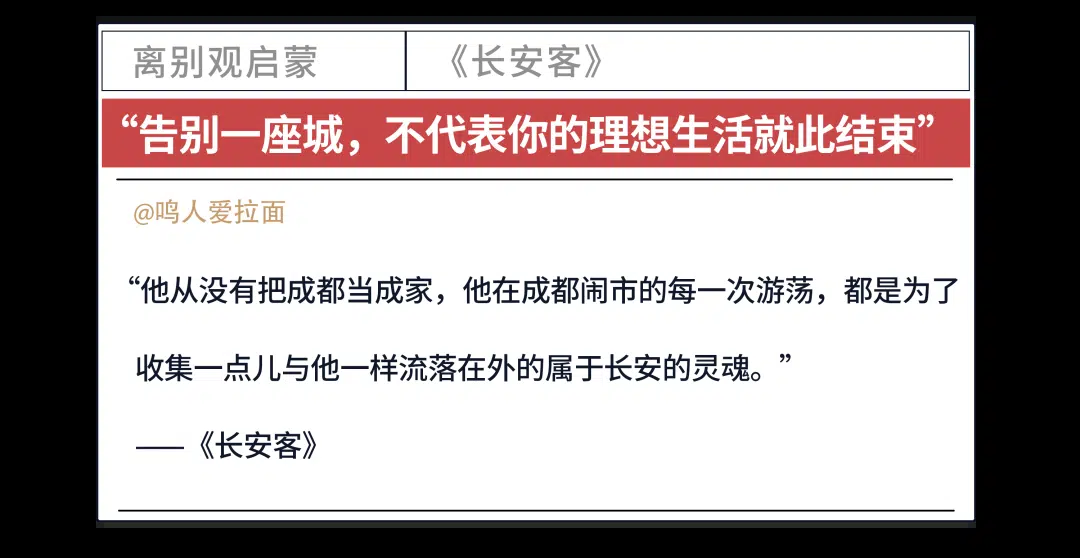 离别观启蒙 《长安客》
“告别一座城，不代表你的理想生活就此结束”
@鸣人爱拉面
“他从没有把成都当成家，他在成都闹市的每一次游荡，都是为了
收集一点儿与他一样流落在外的属于长安的灵魂。”
——《长安客》